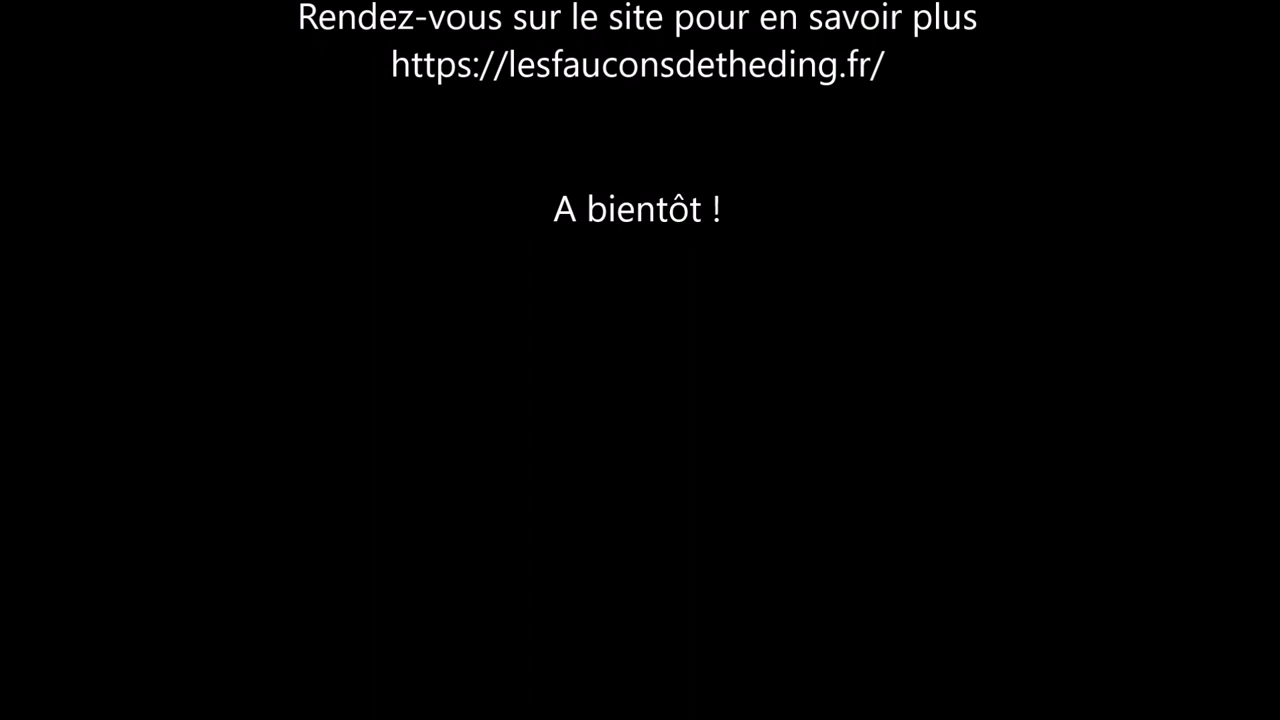 Rendez-vous sur le site pour en savoir plus
https://lesfauconsdetheding.fr/
A bientôt !